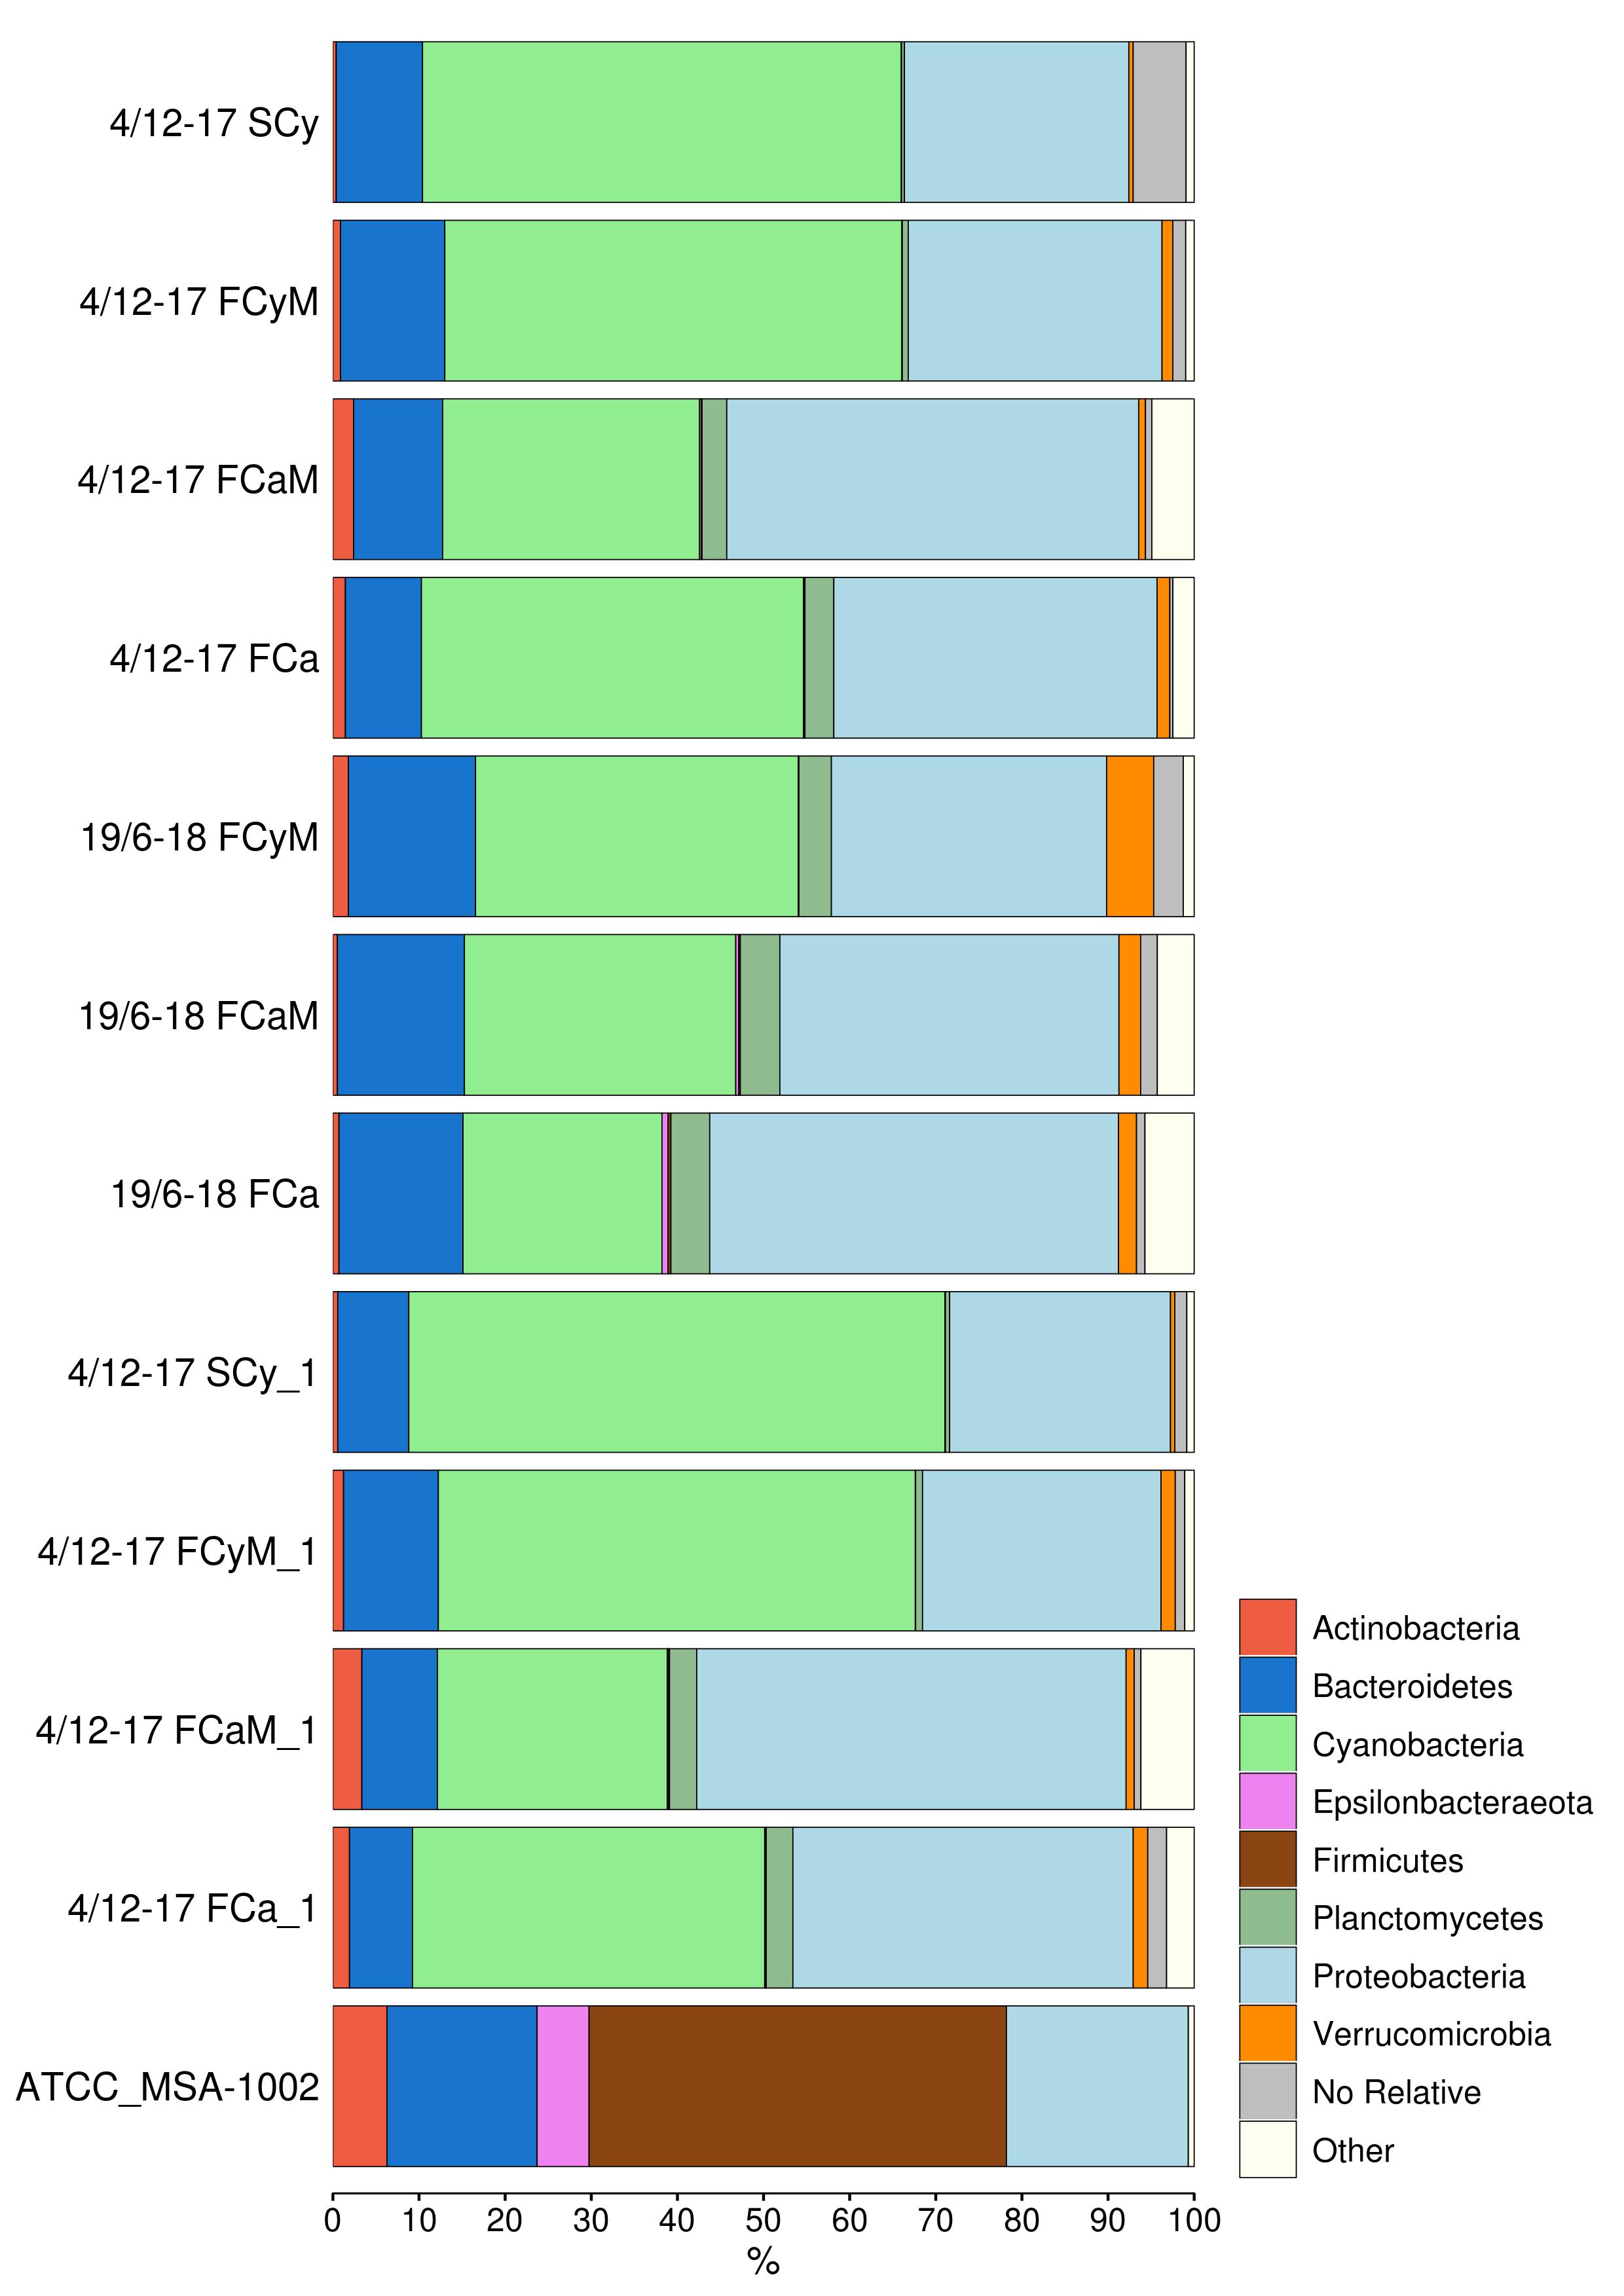 4/12-17 SCy
4/12-17 FCyM
4/12-17 FCaM
4/12-17 FCa
19/6-18 FCyM
19/6-18 FCaM
19/6-18 FCa
4/12-17 SCy_1
4/12-17 FCyM_1
4/12-17 FCaM_1
4/12-17 FCa_1
ATCC_MSA-1002
0 10 20 30 40 50 60 70 80 90 100
%
Actinobacteria
Bacteroidetes
Cyanobacteria
Epsilonbacteraeota
Firmicutes
Planctomycetes
Proteobacteria
Verrucomicrobia
No Relative
Other